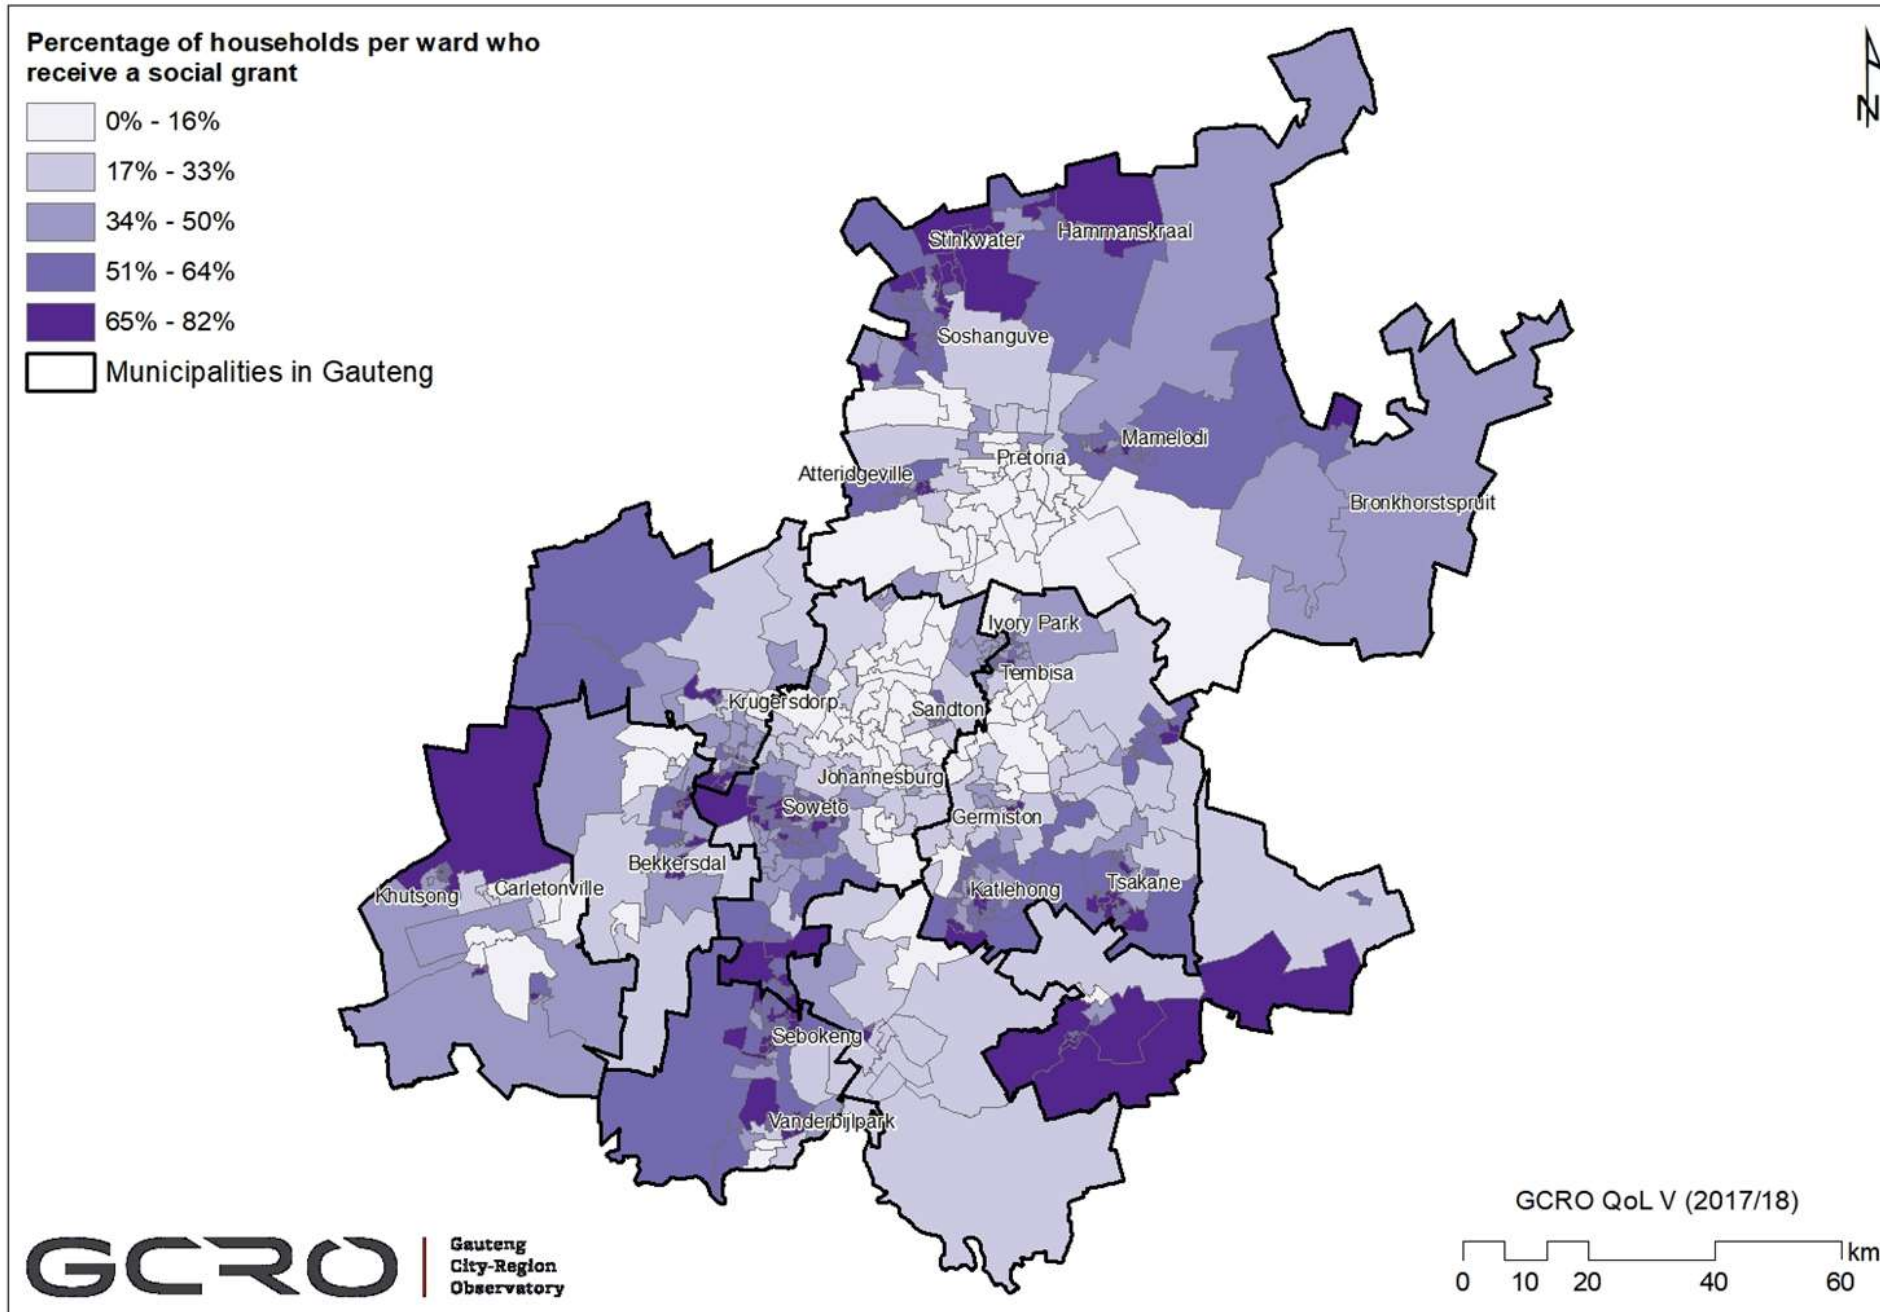 Percentage of households per ward who
receive a social grant
0% - 16%
17% - 33%
34% - 50%
51% - 64%
65% - 82%
Municipalities in Gauteng
N
Stinkwater
Hammanskraal
Soshanguve
Mamelodi
Pretoria
Atteridgeville
Bronkhorstspruit
Ivory Park
Tembisa
Krugersdorp
Sandton
Johannesburg
Soweto
Germiston
Bekkersdal
Khutsong
Carletonville
Katlehong
Tsakane
Sebokeng
Vanderbijlpark
GCRO QoL V (2017/18)
km
0 10 20 40 60
GCRO
Gauteng
City-Region
Observatory